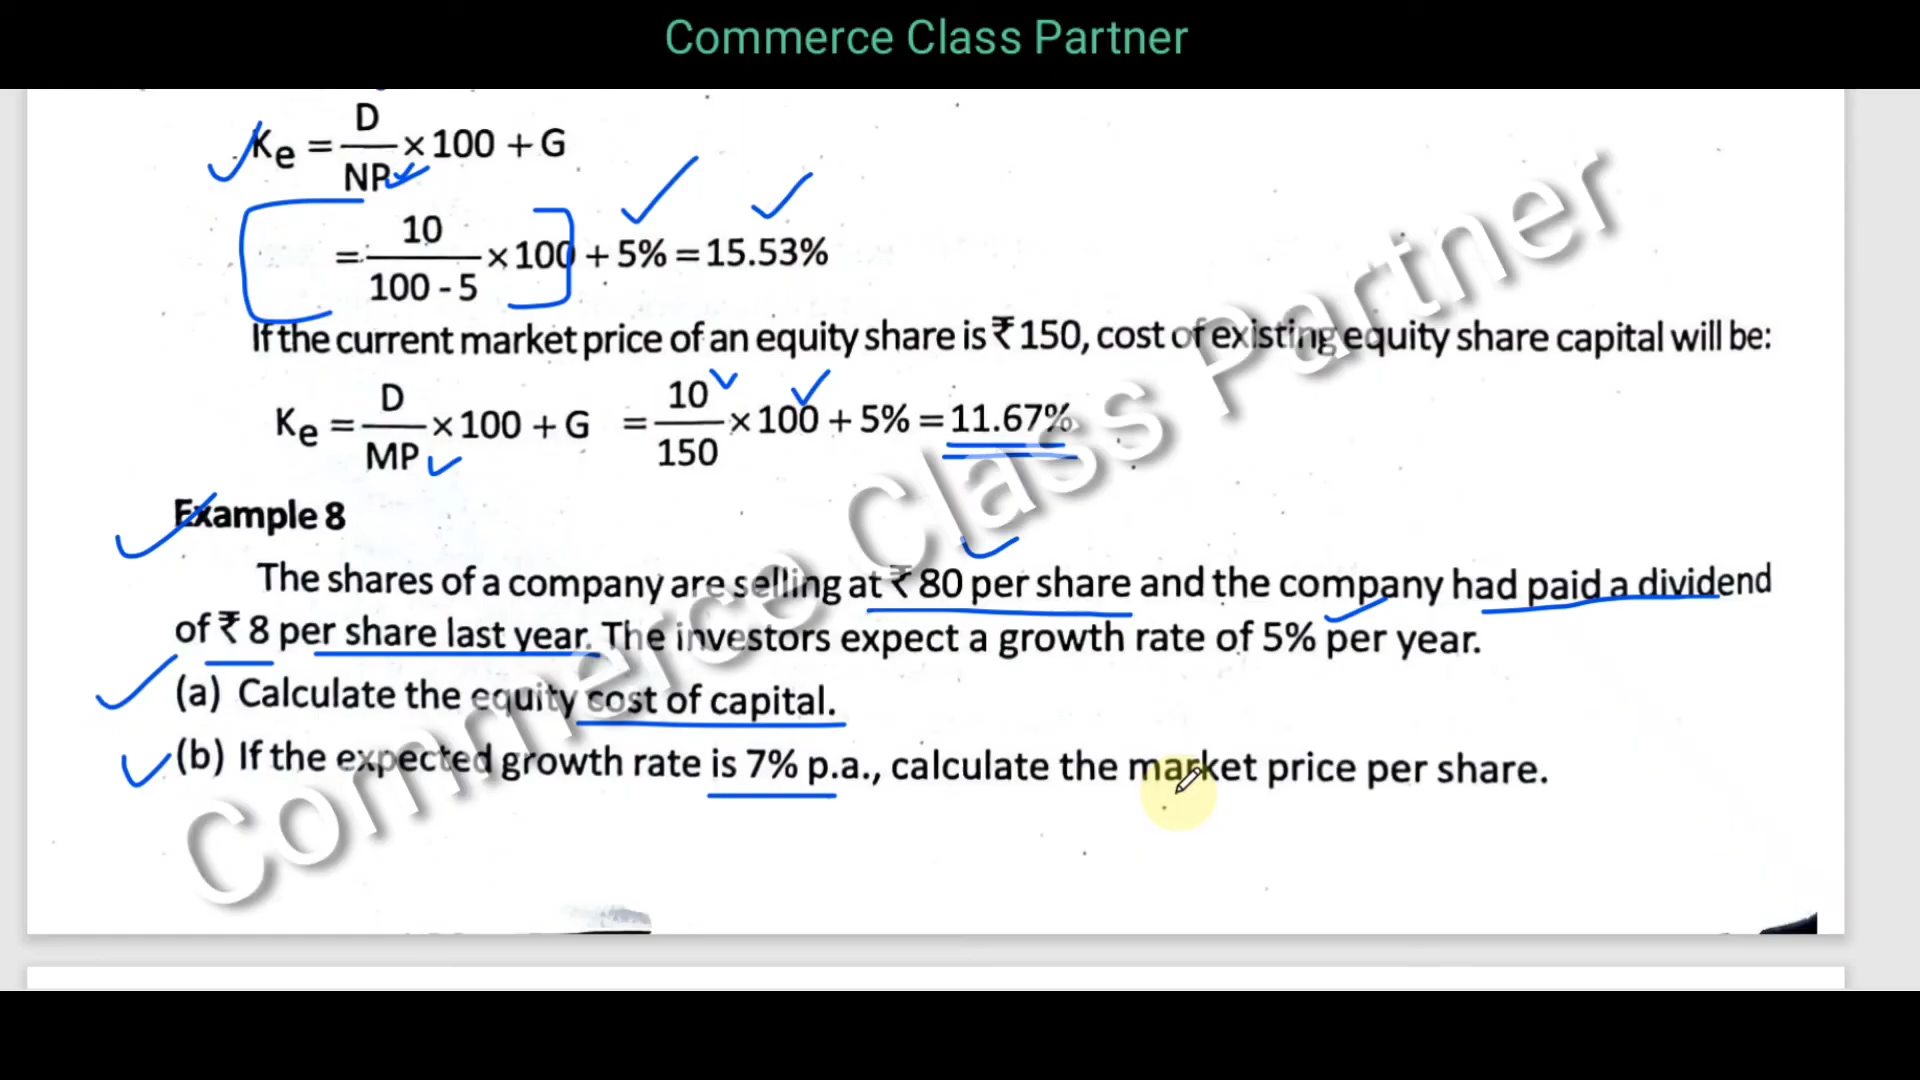 Commerce Class Partner
Ke = D/NP × 100 + G
= 10/(100 - 5) × 100 + 5% = 15.53%
If the current market price of an equity share is ₹ 150, cost of existing equity share capital will be:
Ke = D/MP × 100 + G = 10/150 × 100 + 5% = 11.67%
Example 8
The shares of a company are selling at ₹ 80 per share and the company had paid a dividend
of ₹ 8 per share last year. The investors expect a growth rate of 5% per year.
(a) Calculate the equity cost of capital.
(b) If the expected growth rate is 7% p.a., calculate the market price per share.
Commerce Class Partner